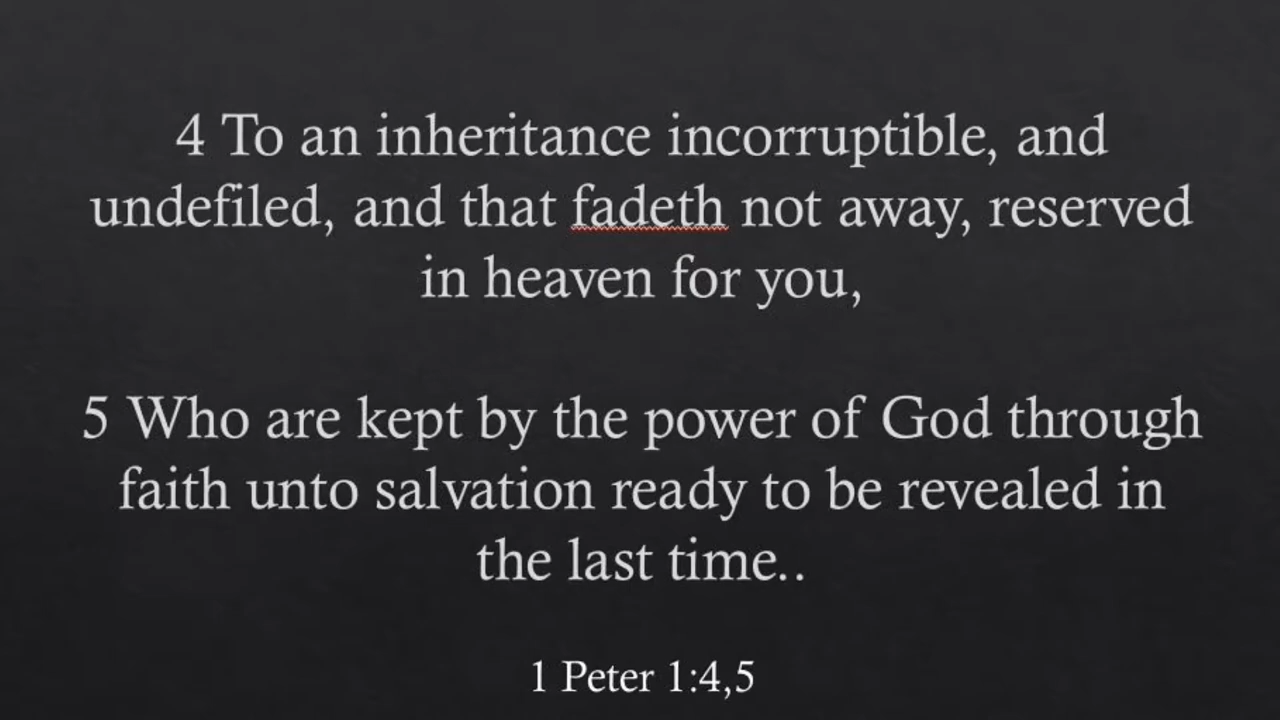 4 To an inheritance incorruptible, and
undefiled, and that fadeth not away, reserved
in heaven for you,
5 Who are kept by the power of God through
faith unto salvation ready to be revealed in
the last time..
1 Peter 1:4,5